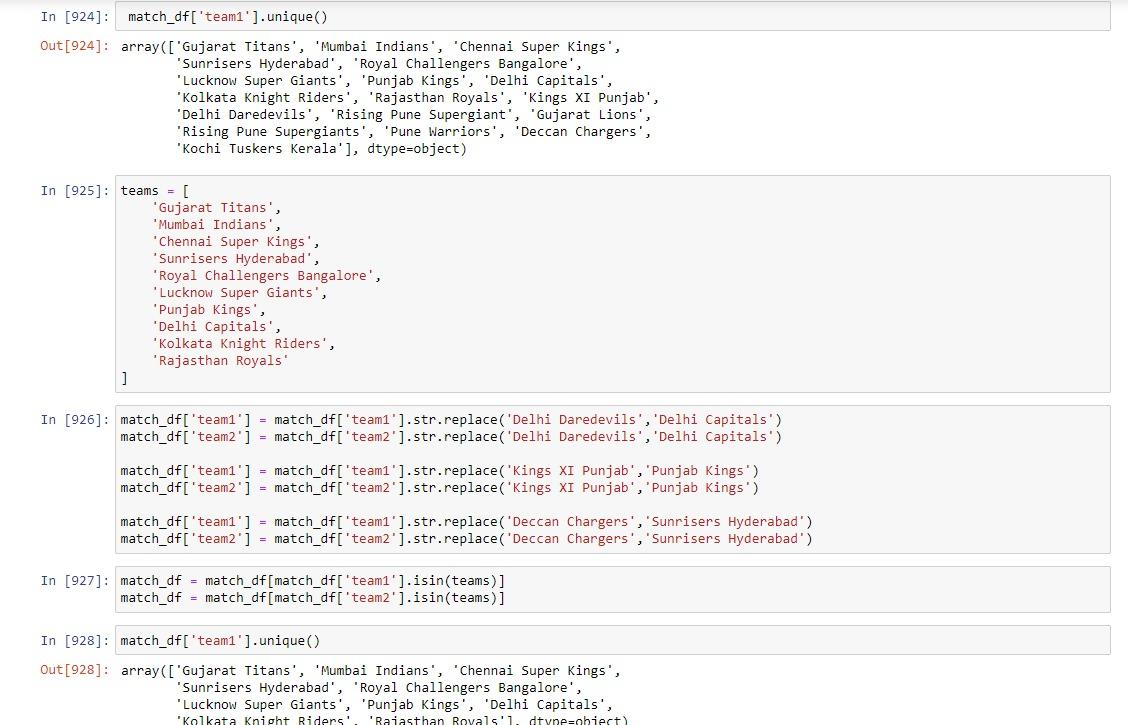 In [924]: match_df['team1'].unique()
Out[924]: array(['Gujarat Titans', 'Mumbai Indians', 'Chennai Super Kings',
'Sunrisers Hyderabad', 'Royal Challengers Bangalore',
'Lucknow Super Giants', 'Punjab Kings', 'Delhi Capitals',
'Kolkata Knight Riders', 'Rajasthan Royals', 'Kings XI Punjab',
'Delhi Daredevils', 'Rising Pune Supergiant', 'Gujarat Lions',
'Rising Pune Supergiants', 'Pune Warriors', 'Deccan Chargers',
'Kochi Tuskers Kerala'], dtype=object)
In [925]: teams = [
'Gujarat Titans',
'Mumbai Indians',
'Chennai Super Kings',
'Sunrisers Hyderabad',
'Royal Challengers Bangalore',
'Lucknow Super Giants',
'Punjab Kings',
'Delhi Capitals',
'Kolkata Knight Riders',
'Rajasthan Royals'
]
In [926]: match_df['team1'] = match_df['team1'].str.replace('Delhi Daredevils','Delhi Capitals')
match_df['team2'] = match_df['team2'].str.replace('Delhi Daredevils','Delhi Capitals')
match_df['team1'] = match_df['team1'].str.replace('Kings XI Punjab','Punjab Kings')
match_df['team2'] = match_df['team2'].str.replace('Kings XI Punjab','Punjab Kings')
match_df['team1'] = match_df['team1'].str.replace('Deccan Chargers','Sunrisers Hyderabad')
match_df['team2'] = match_df['team2'].str.replace('Deccan Chargers','Sunrisers Hyderabad')
In [927]: match_df = match_df[match_df['team1'].isin(teams)]
match_df = match_df[match_df['team2'].isin(teams)]
In [928]: match_df['team1'].unique()
Out[928]: array(['Gujarat Titans', 'Mumbai Indians', 'Chennai Super Kings',
'Sunrisers Hyderabad', 'Royal Challengers Bangalore',
'Lucknow Super Giants', 'Punjab Kings', 'Delhi Capitals',
'Kolkata Knight Riders', 'Rajasthan Royals'], dtype=object)